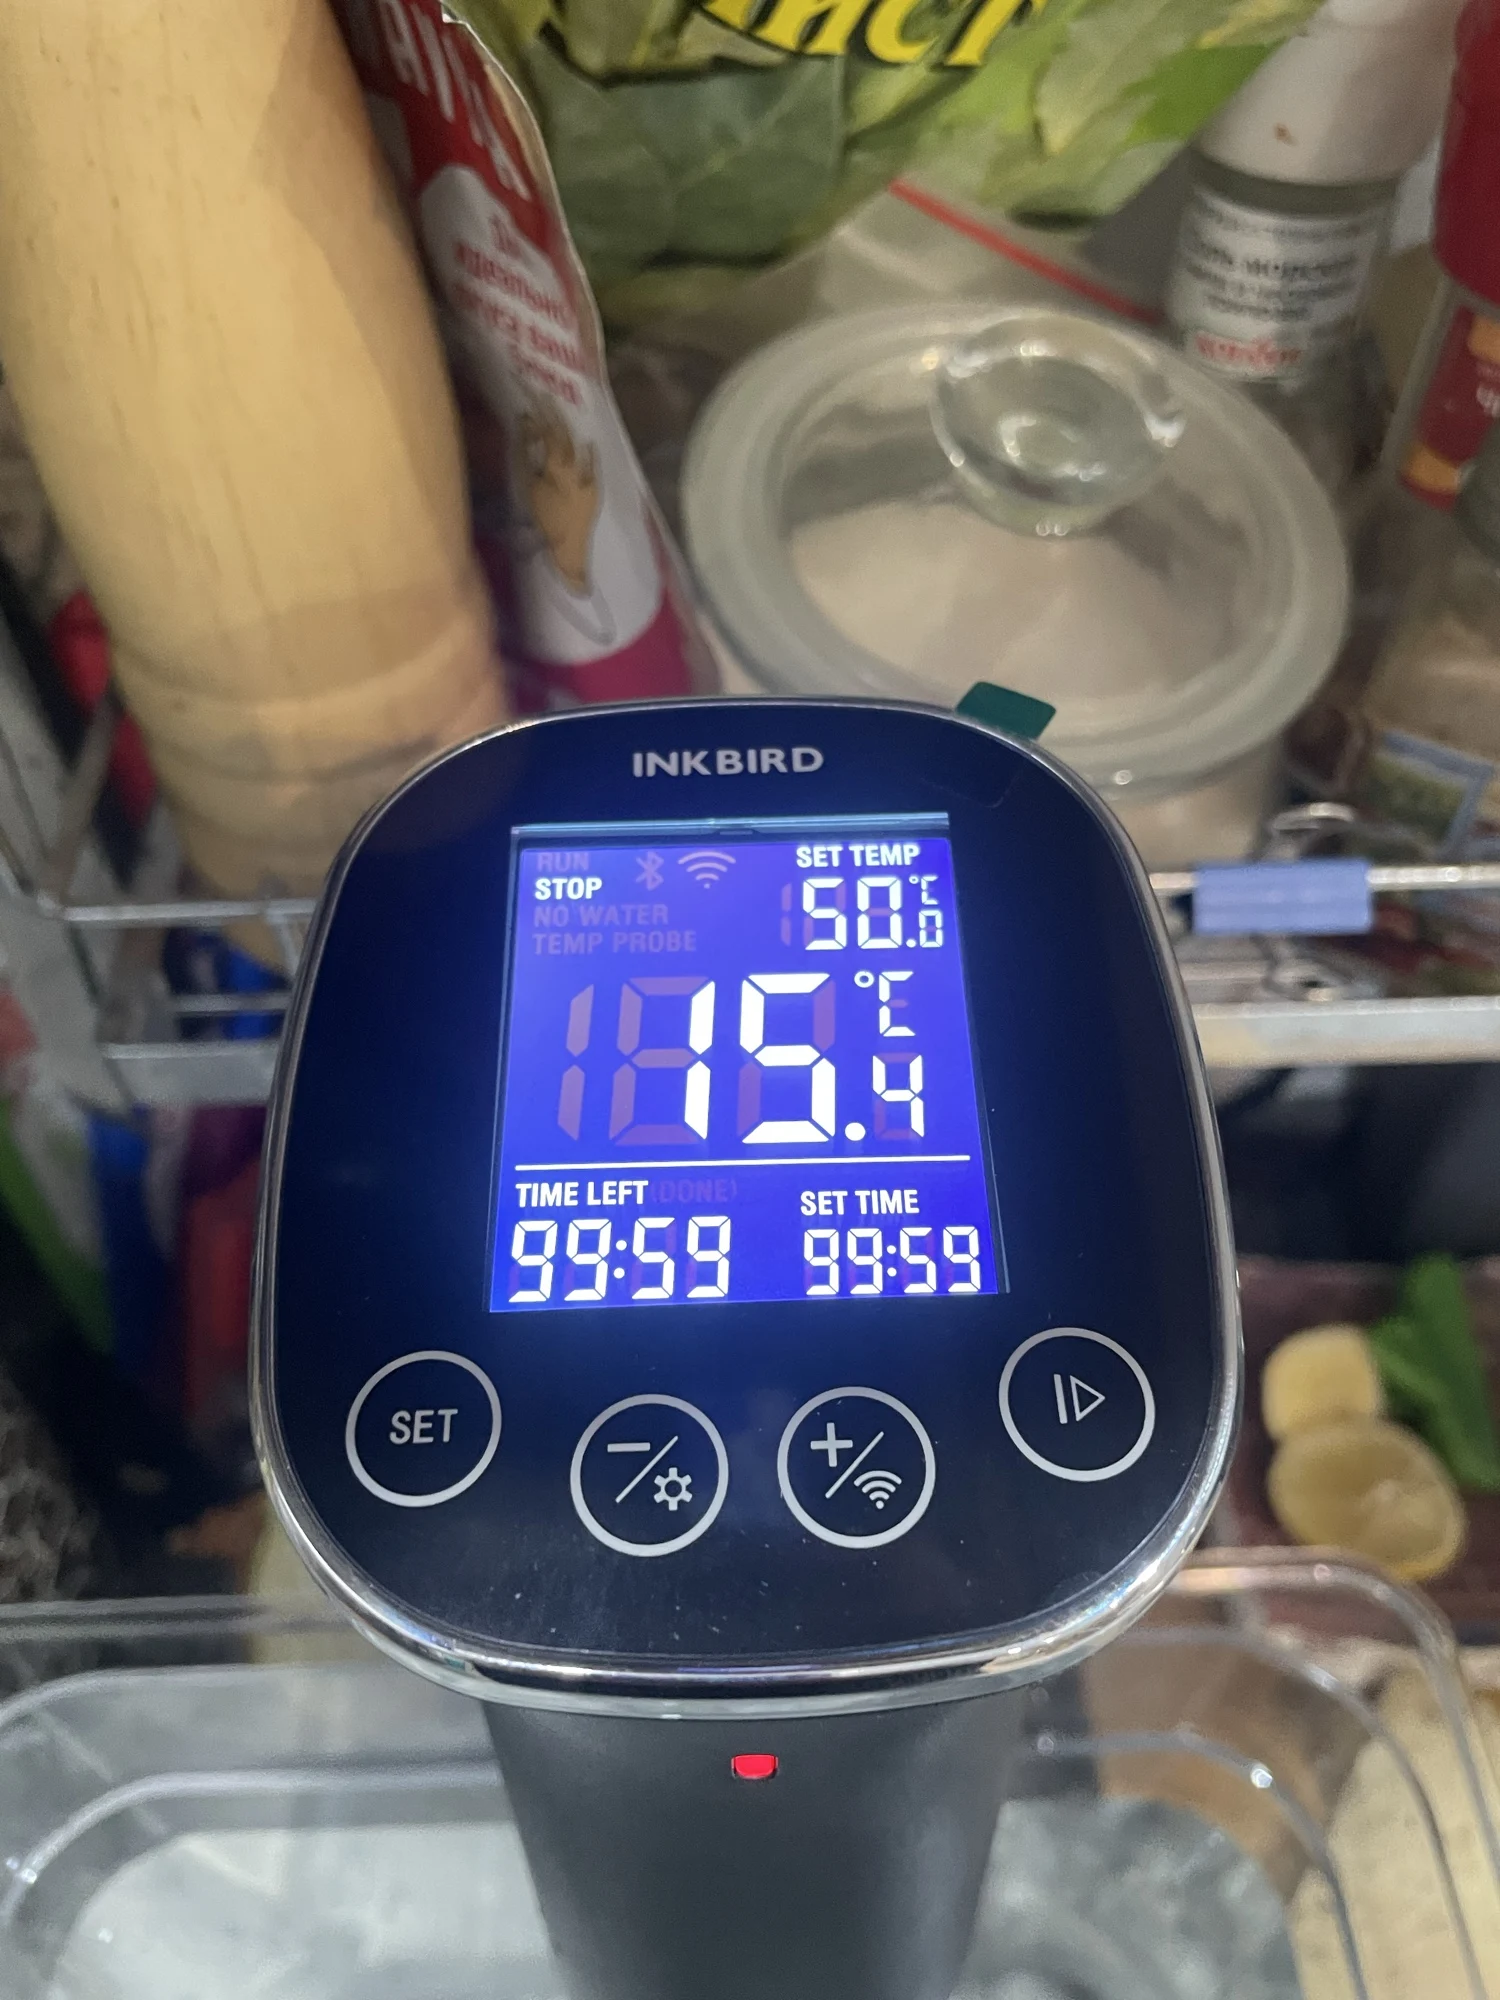 ИСТ
INKBIRD
RUN
STOP
NO WATER
TEMP PROBE
SET TEMP
50.0 °C
15.4 °C
TIME LEFT (DONE)
99:59
SET TIME
99:59
SET